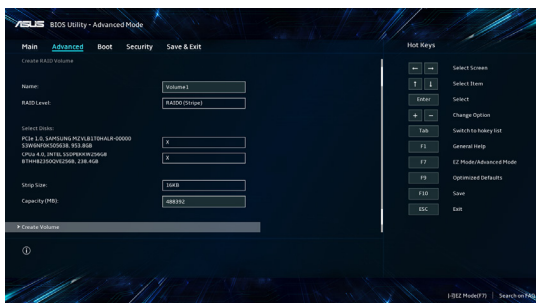 ASUS BIOS Utility - Advanced Mode
Main Advanced Boot Security Save & Exit
Hot Keys
Create RAID Volume
← → Select Screen
↑ ↓ Select Item
Name: Volume1
Enter Select
RAID Level: RAID0 (Stripe)
+ - Change Option
Select Disks:
Tab Switch to hokey list
PCIe 1.0, SAMSUNG MZVLB1T0HALR-00000
S3W6NF0K505638, 953.8GB X
F1 General Help
CPUs 4.0, INTEL SSDPEKKW256G8
BTHH82350QVE256B, 238.4GB X
F7 EZ Mode/Advanced Mode
F9 Optimized Defaults
Strip Size: 16KB
F10 Save
Capacity (MB): 488392
ESC Exit
Create Volume
[-]EZ Mode(F7) | Search on FAQ